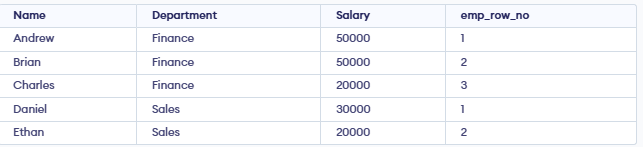 Name Department Salary emp_row_no
Andrew Finance 50000 1
Brian Finance 50000 2
Charles Finance 20000 3
Daniel Sales 30000 1
Ethan Sales 20000 2